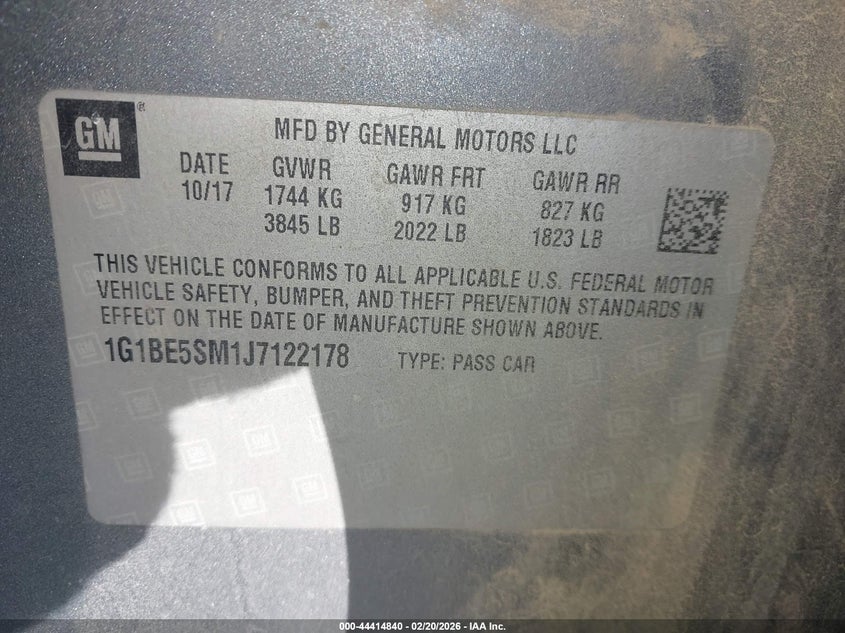 GM
MFD BY GENERAL MOTORS LLC
DATE GVWR GAWR FRT GAWR RR
10/17 1744 KG 917 KG 827 KG
3845 LB 2022 LB 1823 LB
THIS VEHICLE CONFORMS TO ALL APPLICABLE U.S. FEDERAL MOTOR
VEHICLE SAFETY, BUMPER, AND THEFT PREVENTION STANDARDS IN
EFFECT ON THE DATE OF MANUFACTURE SHOWN ABOVE.
1G1BE5SM1J7122178 TYPE: PASS CAR
000-44414840 - 02/20/2026 - IAA Inc.